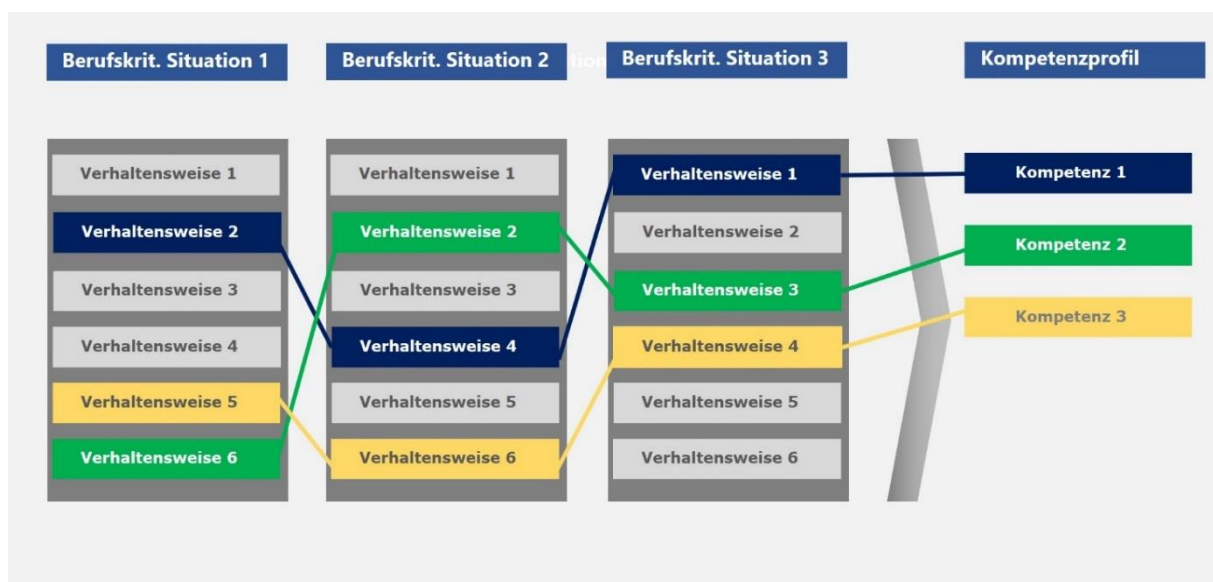 Berufskrit. Situation 1
Berufskrit. Situation 2
tion
Berufskrit. Situation 3
Kompetenzprofil
Verhaltensweise 1
Verhaltensweise 2
Verhaltensweise 3
Verhaltensweise 4
Verhaltensweise 5
Verhaltensweise 6
Verhaltensweise 1
Verhaltensweise 2
Verhaltensweise 3
Verhaltensweise 4
Verhaltensweise 5
Verhaltensweise 6
Verhaltensweise 1
Verhaltensweise 2
Verhaltensweise 3
Verhaltensweise 4
Verhaltensweise 5
Verhaltensweise 6
Kompetenz 1
Kompetenz 2
Kompetenz 3